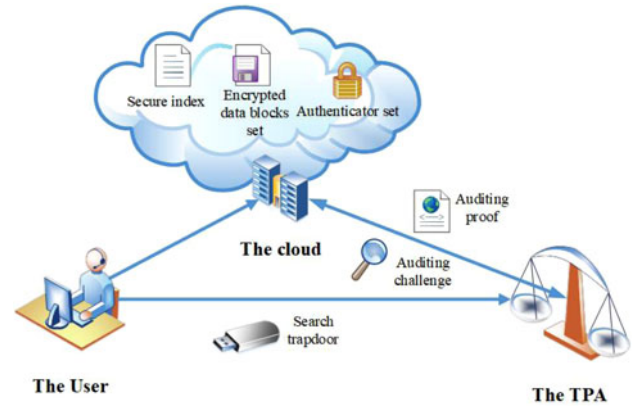 Secure index
Encrypted
data blocks
set
Authenticator set
Auditing
proof
The cloud
Auditing
challenge
Search
trapdoor
The User
The TPA